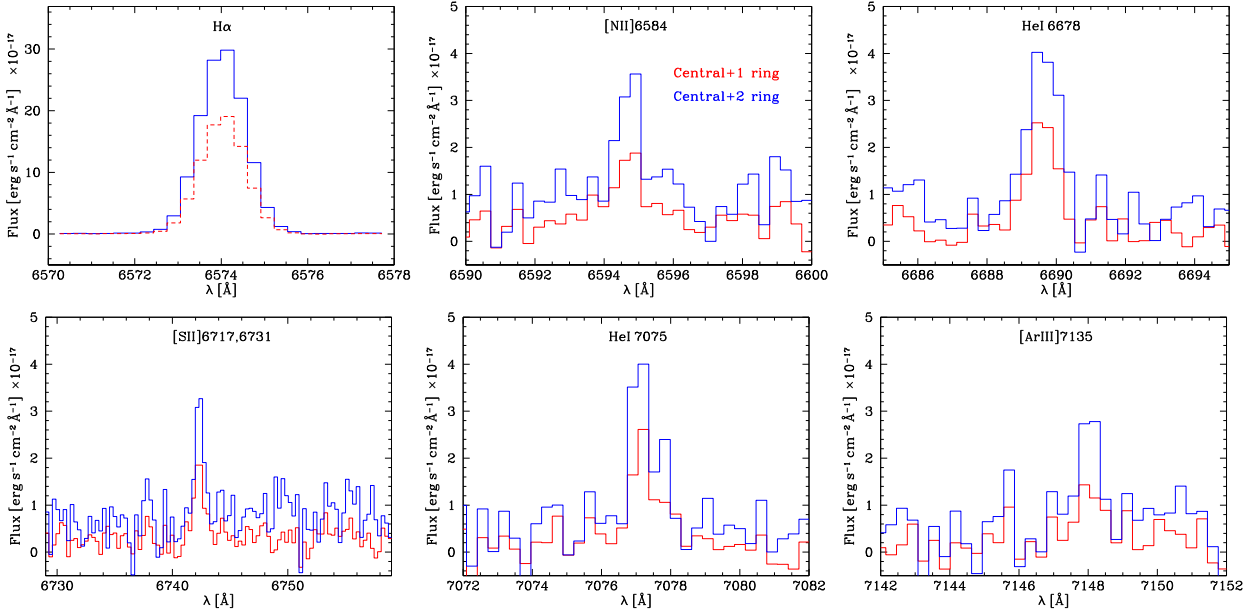 Hα
[NII]6584
HeI 6678
Central+1 ring
Central+2 ring
Flux [erg s⁻¹ cm⁻² Å⁻¹] ×10⁻¹⁷
30
20
10
0
6570 6572 6574 6576 6578
λ [Å]
Flux [erg s⁻¹ cm⁻² Å⁻¹] ×10⁻¹⁷
5
4
3
2
1
0
6590 6592 6594 6596 6598 6600
λ [Å]
Flux [erg s⁻¹ cm⁻² Å⁻¹] ×10⁻¹⁷
5
4
3
2
1
0
6686 6688 6690 6692 6694
λ [Å]
[SII]6717,6731
HeI 7075
[ArIII]7135
Flux [erg s⁻¹ cm⁻² Å⁻¹] ×10⁻¹⁷
5
4
3
2
1
0
6730 6740 6750
λ [Å]
Flux [erg s⁻¹ cm⁻² Å⁻¹] ×10⁻¹⁷
5
4
3
2
1
0
7072 7074 7076 7078 7080 7082
λ [Å]
Flux [erg s⁻¹ cm⁻² Å⁻¹] ×10⁻¹⁷
5
4
3
2
1
0
7142 7144 7146 7148 7150 7152
λ [Å]